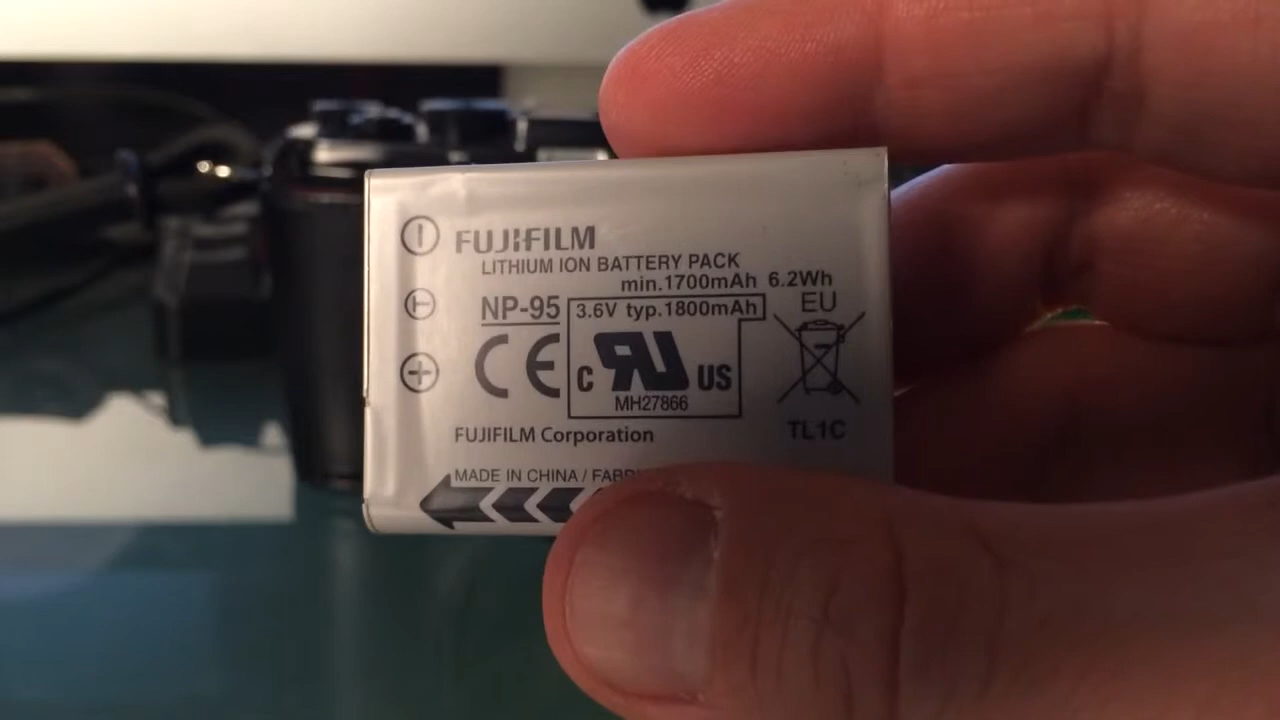 FUJIFILM
LITHIUM ION BATTERY PACK
min.1700mAh 6.2Wh
NP-95 3.6V typ.1800mAh EU
CE
C RU US
MH27866
FUJIFILM Corporation TL1C
MADE IN CHINA /